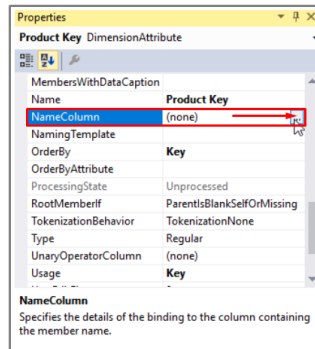 Properties
Product Key DimensionAttribute
MembersWithDataCaption
Name Product Key
NameColumn (none) ...
NamingTemplate
OrderBy Key
OrderByAttribute
ProcessingState Unprocessed
RootMemberIf ParentIsBlankSelfOrMissing
TokenizationBehavior TokenizationNone
Type Regular
UnaryOperatorColumn (none)
Usage Key
NameColumn
Specifies the details of the binding to the column containing
the member name.